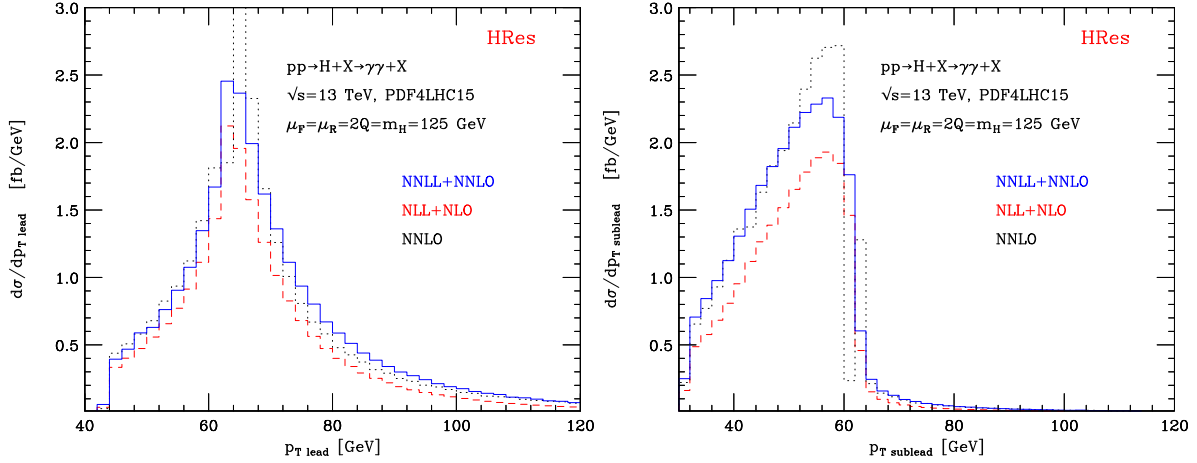 HRes
pp→H+X→γγ+X
√s=13 TeV, PDF4LHC15
μF=μR=2Q=mH=125 GeV
NNLL+NNLO
NLL+NLO
NNLO
dσ/dpT lead [fb/GeV]
3.0
2.5
2.0
1.5
1.0
0.5
40 60 80 100 120
pT lead [GeV]
HRes
pp→H+X→γγ+X
√s=13 TeV, PDF4LHC15
μF=μR=2Q=mH=125 GeV
NNLL+NNLO
NLL+NLO
NNLO
dσ/dpT sublead [fb/GeV]
3.0
2.5
2.0
1.5
1.0
0.5
40 60 80 100 120
pT sublead [GeV]